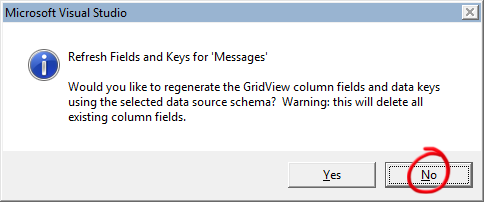 Microsoft Visual Studio
Refresh Fields and Keys for 'Messages'
Would you like to regenerate the GridView column fields and data keys
using the selected data source schema?  Warning: this will delete all
existing column fields.
Yes
No